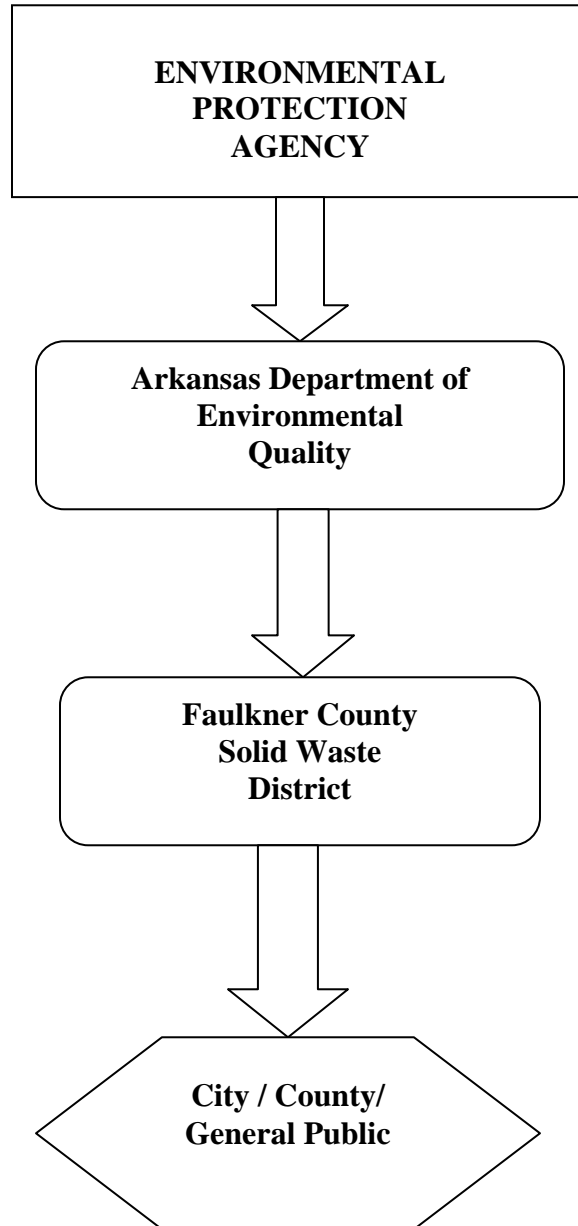 ENVIRONMENTAL
PROTECTION
AGENCY
Arkansas Department of
Environmental
Quality
Faulkner County
Solid Waste
District
City / County/
General Public